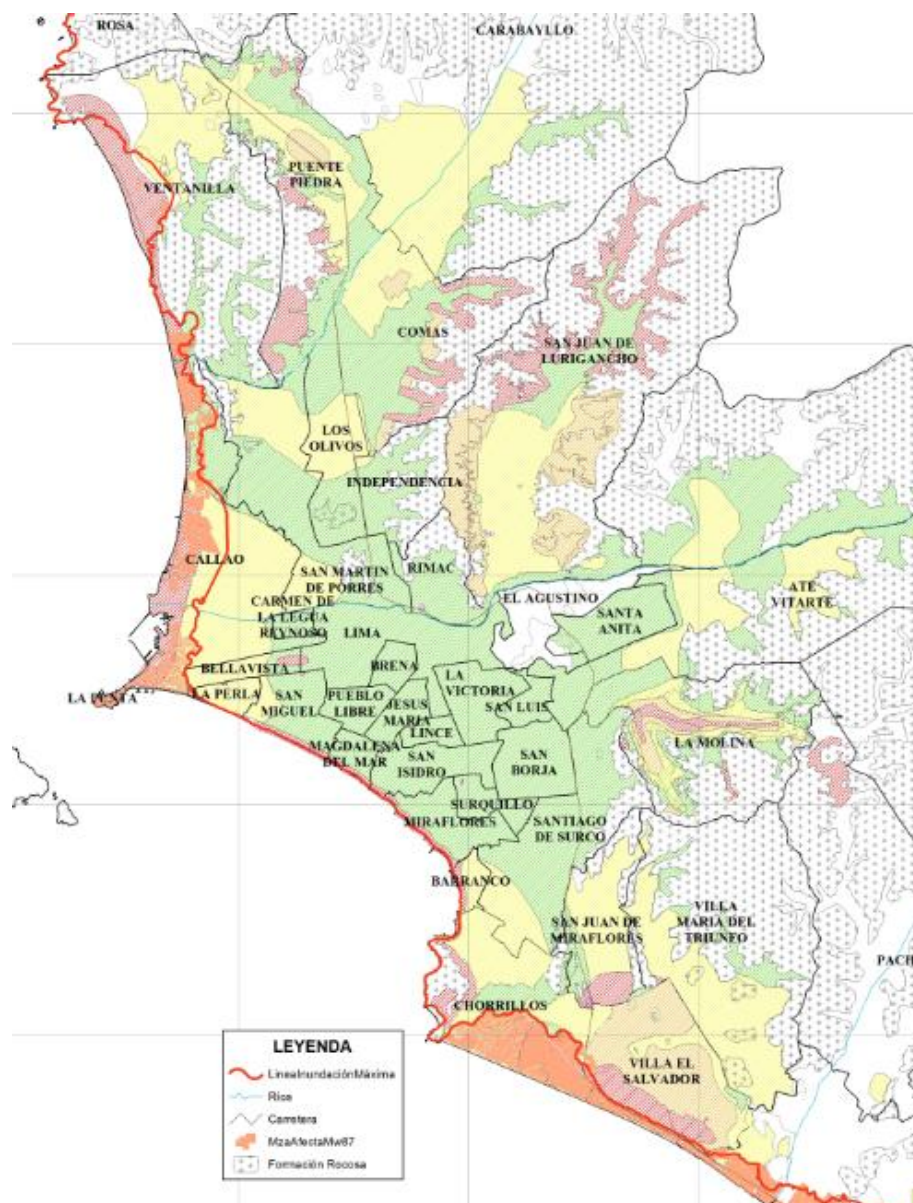 ROSA
CARABAYLLO
PUENTE
PIEDRA
VENTANILLA
COMAS
SAN JUAN DE
LURIGANCHO
LOS
OLIVOS
INDEPENDENCIA
CALLAO
SAN MARTIN
DE PORRES
RIMAC
EL AGUSTINO
ATE
VITARTE
CARMEN DE
LA LEGUA
REYNOSO
LIMA
SANTA
ANITA
BELLAVISTA
BREÑA
LA
VICTORIA
LA PUNTA
LA PERLA
SAN
MIGUEL
PUEBLO
LIBRE
JESUS
MARIA
SAN LUIS
LINCE
LA MOLINA
MAGDALENA
DEL MAR
SAN
ISIDRO
SAN
BORJA
SURQUILLO
MIRAFLORES
SANTIAGO
DE SURCO
BARRANCO
SAN JUAN DE
MIRAFLORES
VILLA
MARIA DEL
TRIUNFO
PACH
CHORRILLOS
VILLA EL
SALVADOR
LEYENDA
LineaInundaciónMáxima
Rios
Carretera
MzaAfectaMw87
Formación Rocosa